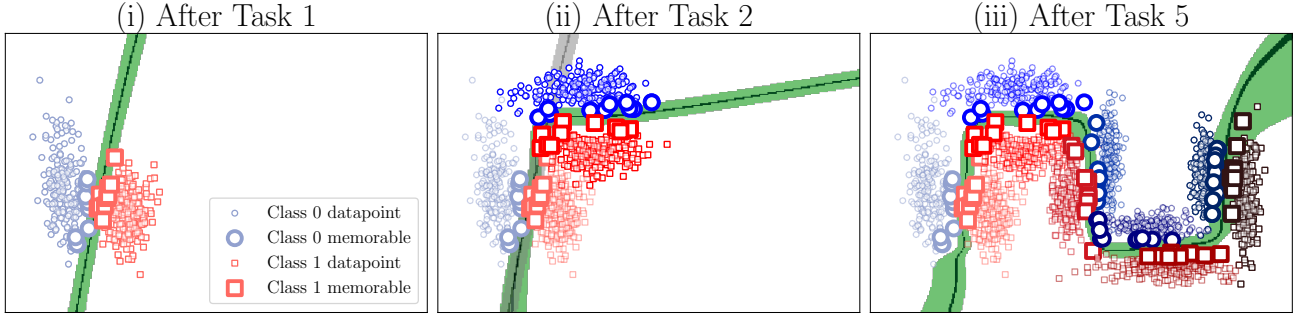 (i) After Task 1
(ii) After Task 2
(iii) After Task 5
Class 0 datapoint
Class 0 memorable
Class 1 datapoint
Class 1 memorable